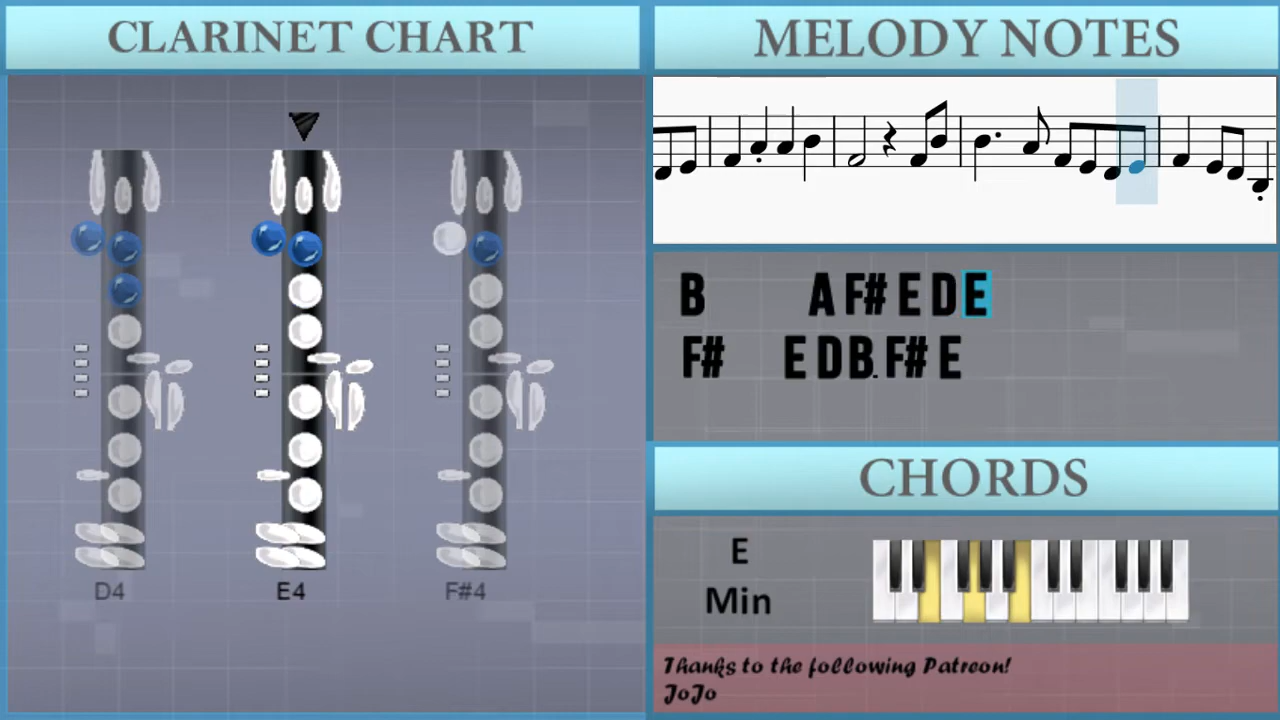 CLARINET CHART
D4 E4 F#4
MELODY NOTES
B A F# E D E
F# E D B. F# E
CHORDS
E
Min
Thanks to the following Patreon!
JoJo